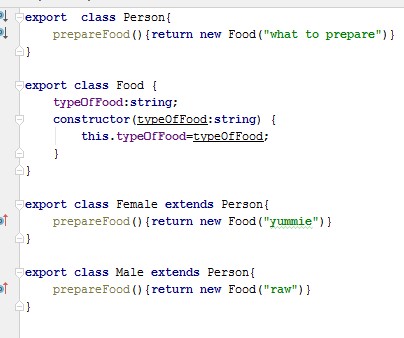 export  class Person{
    prepareFood(){return new Food("what to prepare")}
}

export class Food {
    typeOfFood:string;
    constructor(typeOfFood:string) {
        this.typeOfFood=typeOfFood;
    }
}

export class Female extends Person{
    prepareFood(){return new Food("yummie")}
}

export class Male extends Person{
    prepareFood(){return new Food("raw")}
}